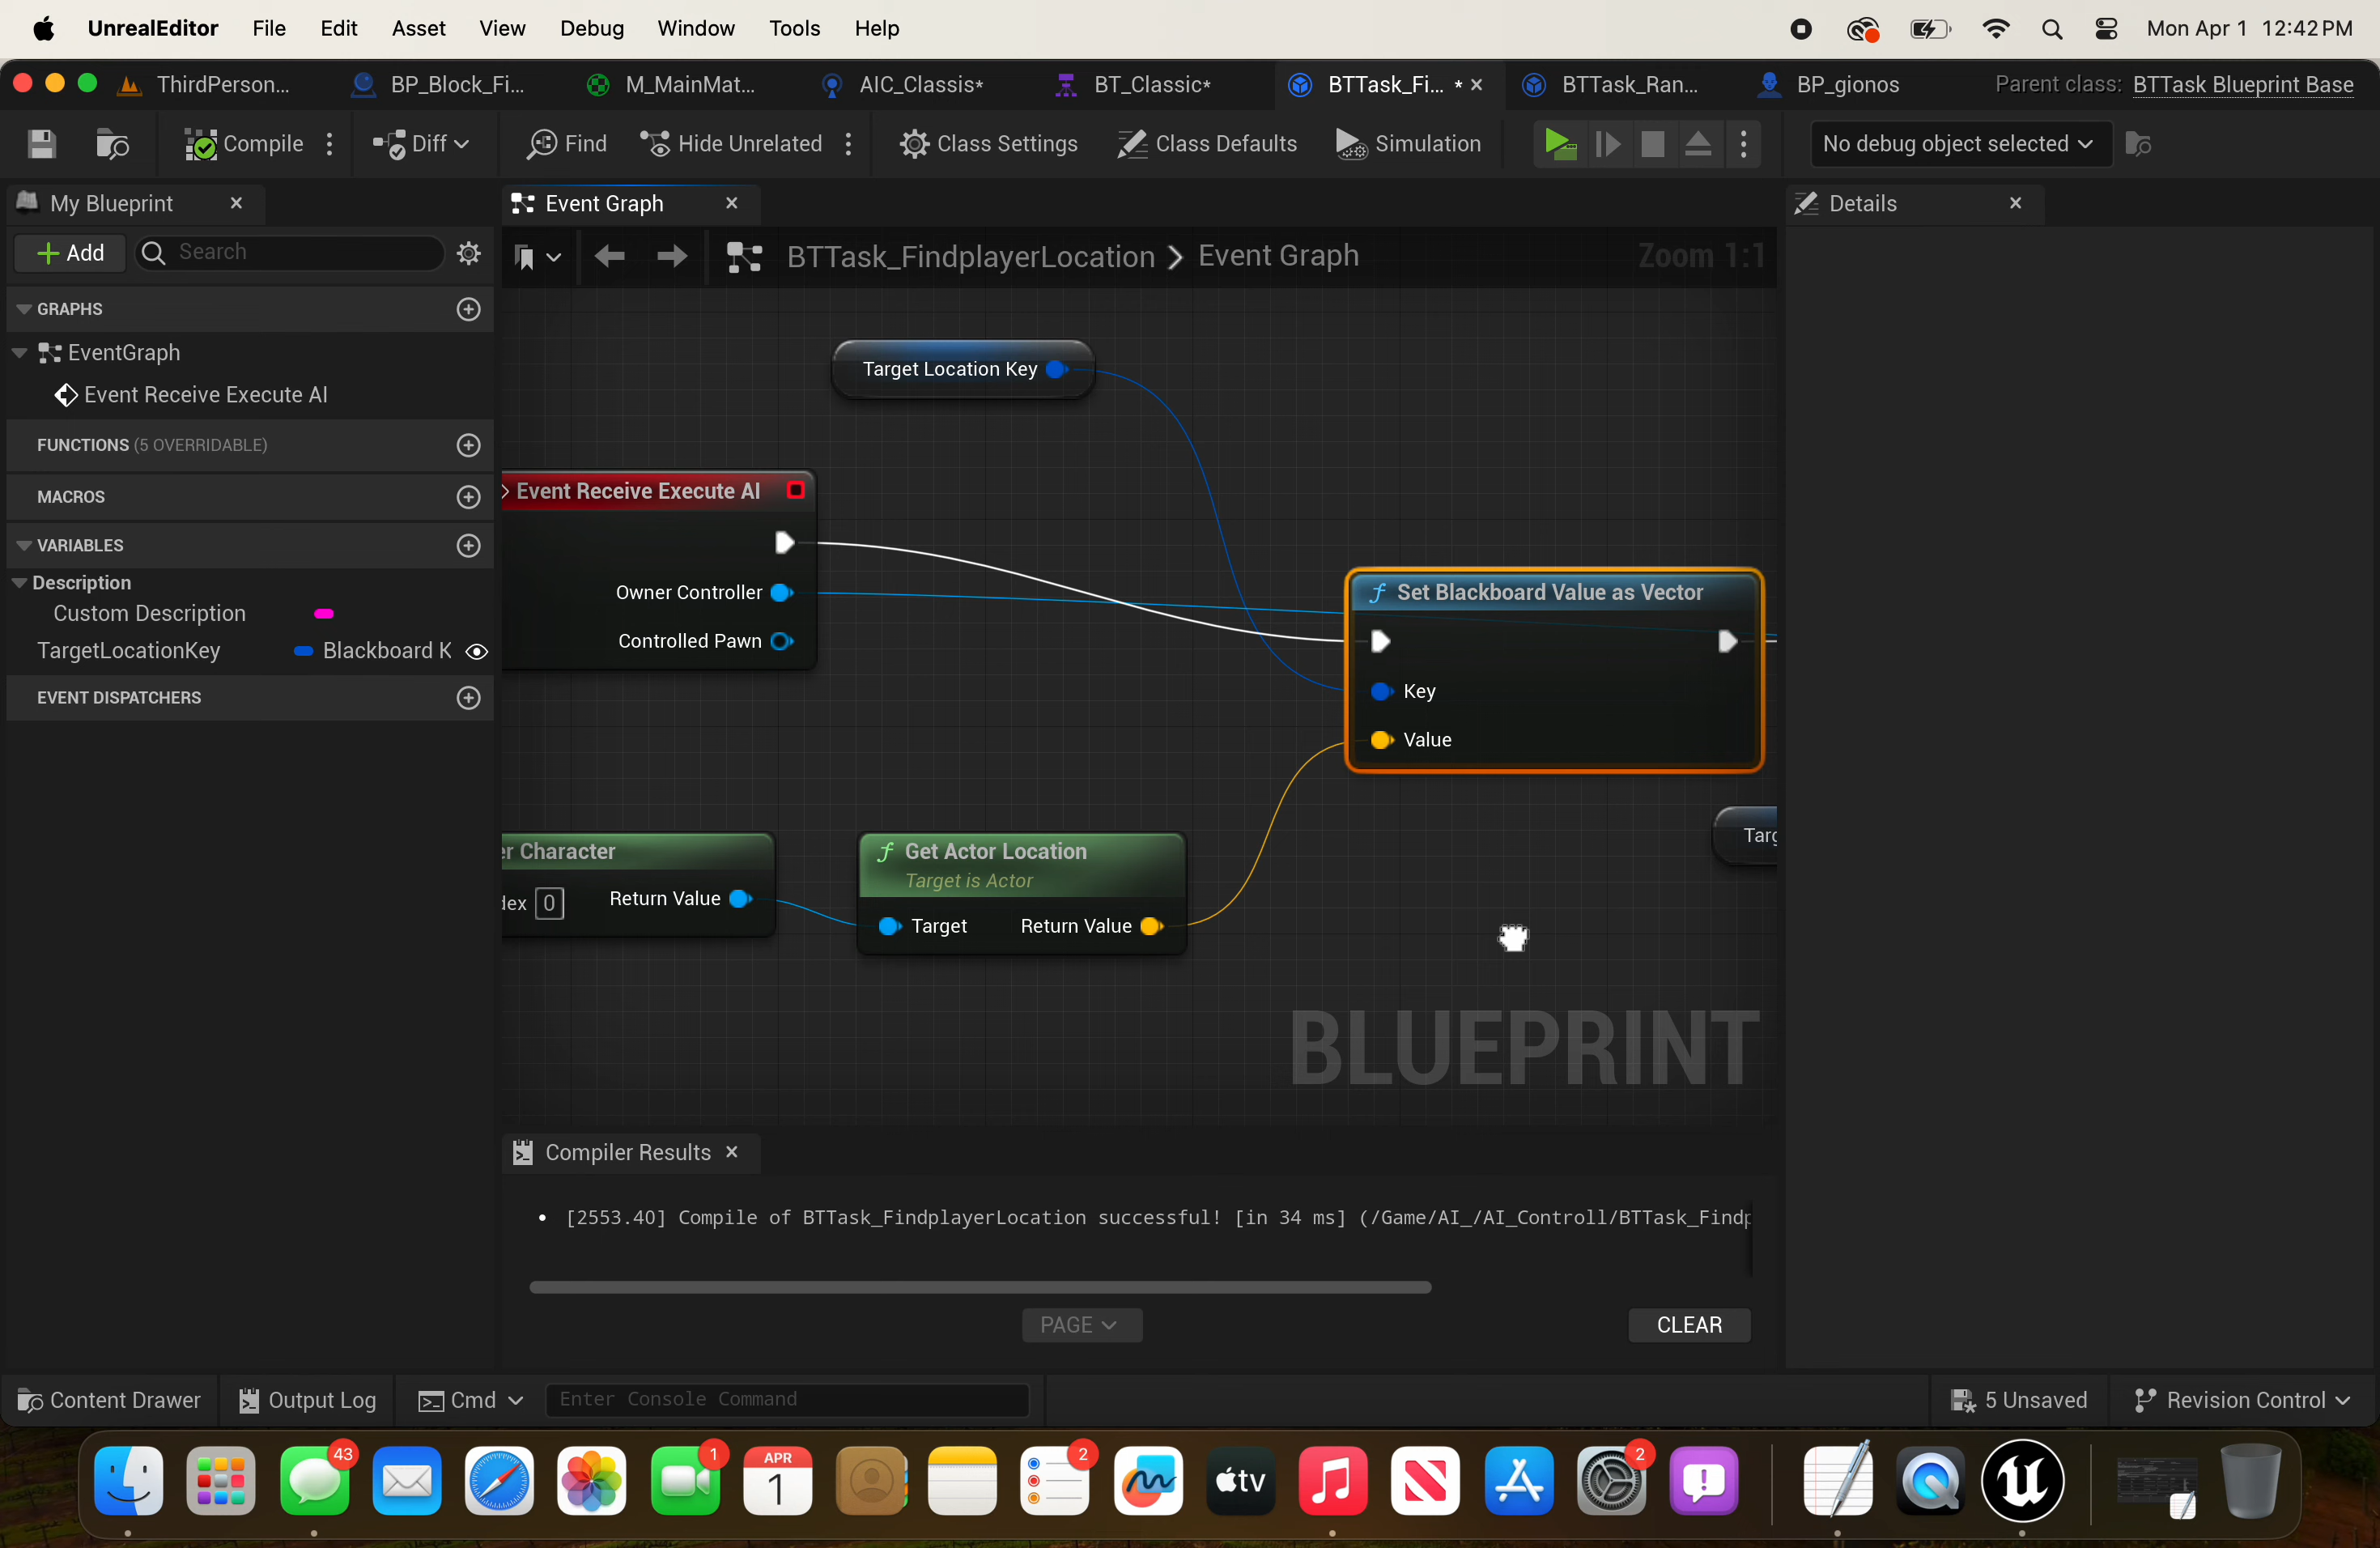 UnrealEditor File Edit Asset View Debug Window Tools Help Mon Apr 1 12:42 PM
ThirdPerson... BP_Block_Fi... M_MainMat... AIC_Classis* BT_Classic* BTTask_Fi... * BTTask_Ran... BP_gionos Parent class: BTTask Blueprint Base
Compile Diff Find Hide Unrelated Class Settings Class Defaults Simulation No debug object selected
My Blueprint Event Graph Details
Add Search BTTask_FindplayerLocation > Event Graph Zoom 1:1
GRAPHS
EventGraph
Event Receive Execute AI
FUNCTIONS (5 OVERRIDABLE)
MACROS
VARIABLES
Description
Custom Description
TargetLocationKey Blackboard K
EVENT DISPATCHERS
Target Location Key
Event Receive Execute AI
Owner Controller
Controlled Pawn
Set Blackboard Value as Vector
Key
Value
er Character
dex 0 Return Value
Get Actor Location
Target is Actor
Target Return Value
Targ
BLUEPRINT
Compiler Results
• [2553.40] Compile of BTTask_FindplayerLocation successful! [in 34 ms] (/Game/AI_/AI_Controll/BTTask_Findp
PAGE CLEAR
Content Drawer Output Log Cmd Enter Console Command 5 Unsaved Revision Control
43 1 APR 1 2 tv 2